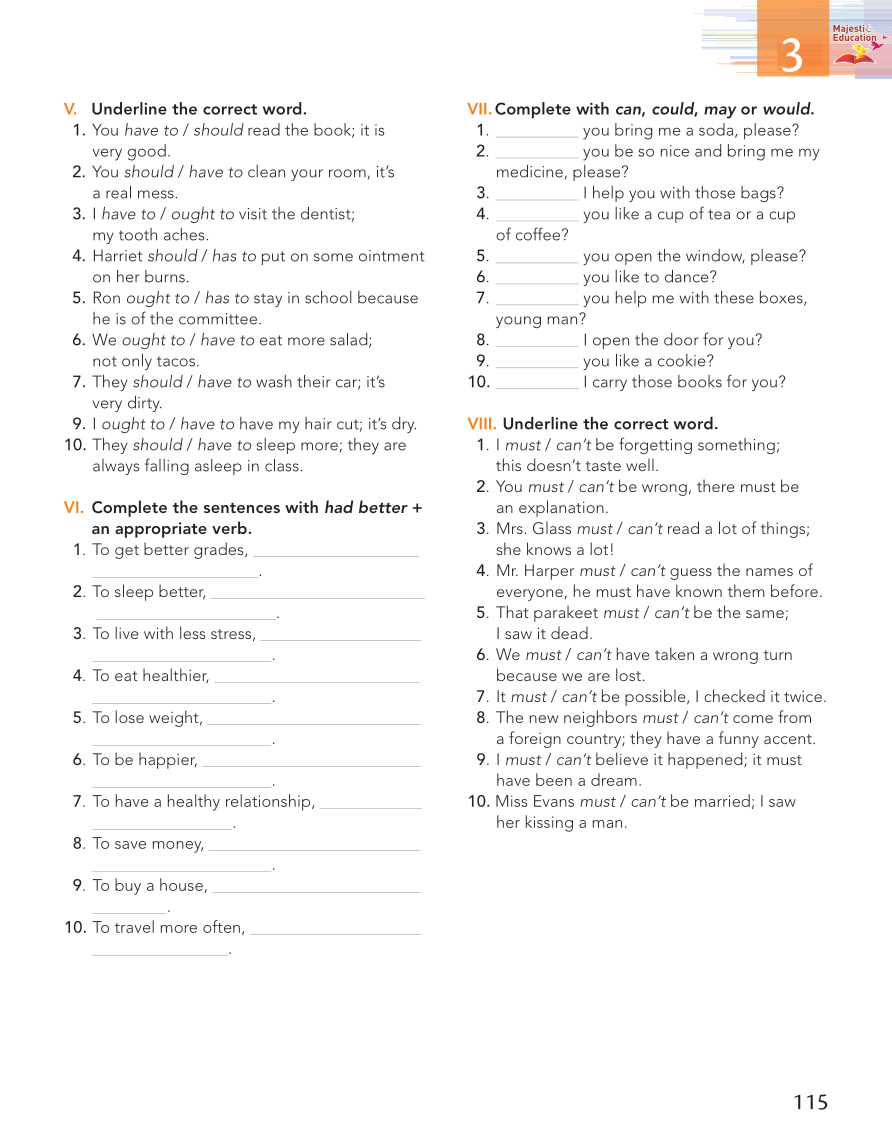 3
Majestic
Education
V. Underline the correct word.
1. You have to / should read the book; it is
very good.
2. You should / have to clean your room, it’s
a real mess.
3. I have to / ought to visit the dentist;
my tooth aches.
4. Harriet should / has to put on some ointment
on her burns.
5. Ron ought to / has to stay in school because
he is of the committee.
6. We ought to / have to eat more salad;
not only tacos.
7. They should / have to wash their car; it’s
very dirty.
9. I ought to / have to have my hair cut; it’s dry.
10. They should / have to sleep more; they are
always falling asleep in class.
VI. Complete the sentences with had better +
an appropriate verb.
1. To get better grades, ____________________
____________________.
2. To sleep better, ____________________
____________________.
3. To live with less stress, ____________________
____________________.
4. To eat healthier, ____________________
____________________.
5. To lose weight, ____________________
____________________.
6. To be happier, ____________________
____________________.
7. To have a healthy relationship, ____________
________________.
8. To save money, ____________________
____________________.
9. To buy a house, ____________________
_________.
10. To travel more often, ____________________
________________.
VII. Complete with can, could, may or would.
1. __________ you bring me a soda, please?
2. __________ you be so nice and bring me my
medicine, please?
3. __________ I help you with those bags?
4. __________ you like a cup of tea or a cup
of coffee?
5. __________ you open the window, please?
6. __________ you like to dance?
7. __________ you help me with these boxes,
young man?
8. __________ I open the door for you?
9. __________ you like a cookie?
10. __________ I carry those books for you?
VIII. Underline the correct word.
1. I must / can’t be forgetting something;
this doesn’t taste well.
2. You must / can’t be wrong, there must be
an explanation.
3. Mrs. Glass must / can’t read a lot of things;
she knows a lot!
4. Mr. Harper must / can’t guess the names of
everyone, he must have known them before.
5. That parakeet must / can’t be the same;
I saw it dead.
6. We must / can’t have taken a wrong turn
because we are lost.
7. It must / can’t be possible, I checked it twice.
8. The new neighbors must / can’t come from
a foreign country; they have a funny accent.
9. I must / can’t believe it happened; it must
have been a dream.
10. Miss Evans must / can’t be married; I saw
her kissing a man.
115